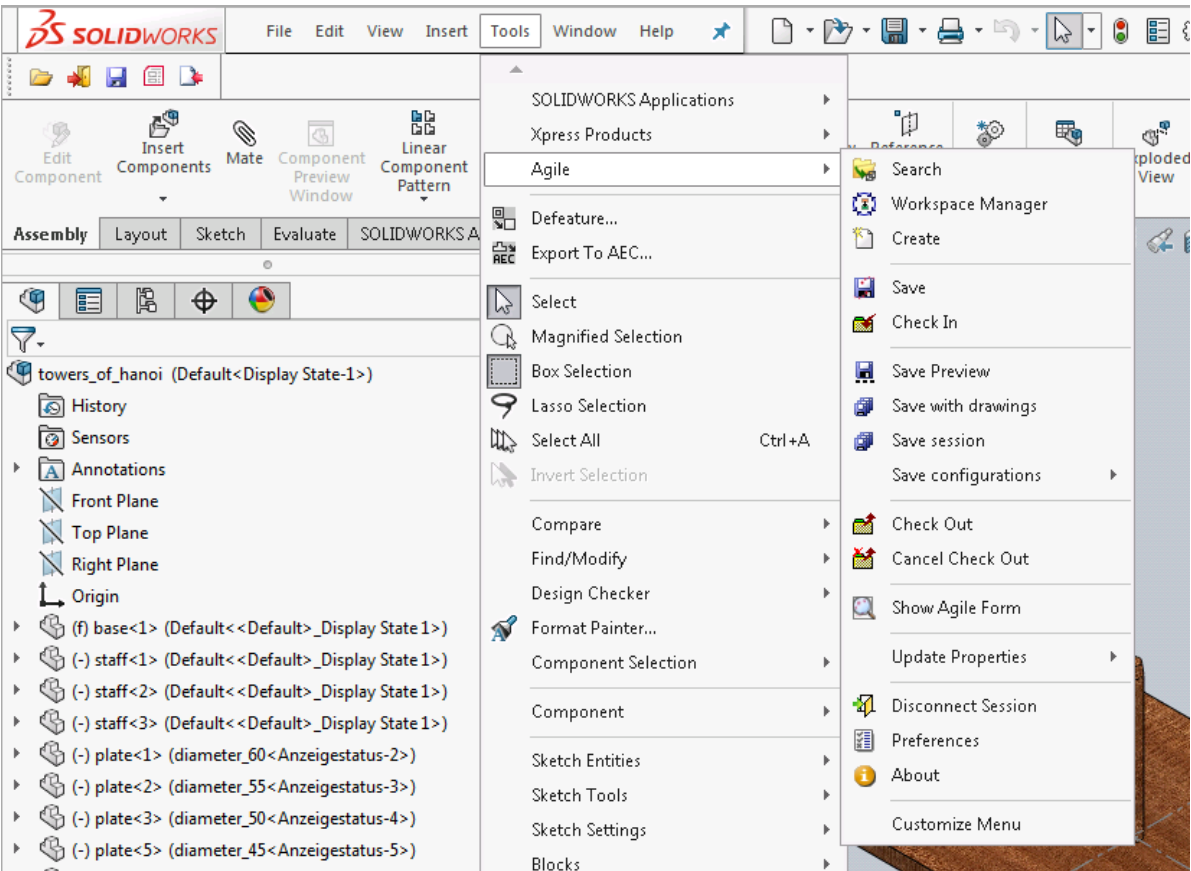 SOLIDWORKS
File Edit View Insert Tools Window Help
Edit Component
Insert Components
Mate
Component Preview Window
Linear Component Pattern
Reference
xploded View
Assembly Layout Sketch Evaluate SOLIDWORKS A
towers_of_hanoi (Default<Display State-1>)
History
Sensors
Annotations
Front Plane
Top Plane
Right Plane
Origin
(f) base<1> (Default<<Default>_Display State 1>)
(-) staff<1> (Default<<Default>_Display State 1>)
(-) staff<2> (Default<<Default>_Display State 1>)
(-) staff<3> (Default<<Default>_Display State 1>)
(-) plate<1> (diameter_60<Anzeigestatus-2>)
(-) plate<2> (diameter_55<Anzeigestatus-3>)
(-) plate<3> (diameter_50<Anzeigestatus-4>)
(-) plate<5> (diameter_45<Anzeigestatus-5>)
SOLIDWORKS Applications
Xpress Products
Agile
Defeature...
AEC Export To AEC...
Select
Magnified Selection
Box Selection
Lasso Selection
Select All Ctrl+A
Invert Selection
Compare
Find/Modify
Design Checker
Format Painter...
Component Selection
Component
Sketch Entities
Sketch Tools
Sketch Settings
Blocks
Search
Workspace Manager
Create
Save
Check In
Save Preview
Save with drawings
Save session
Save configurations
Check Out
Cancel Check Out
Show Agile Form
Update Properties
Disconnect Session
Preferences
About
Customize Menu